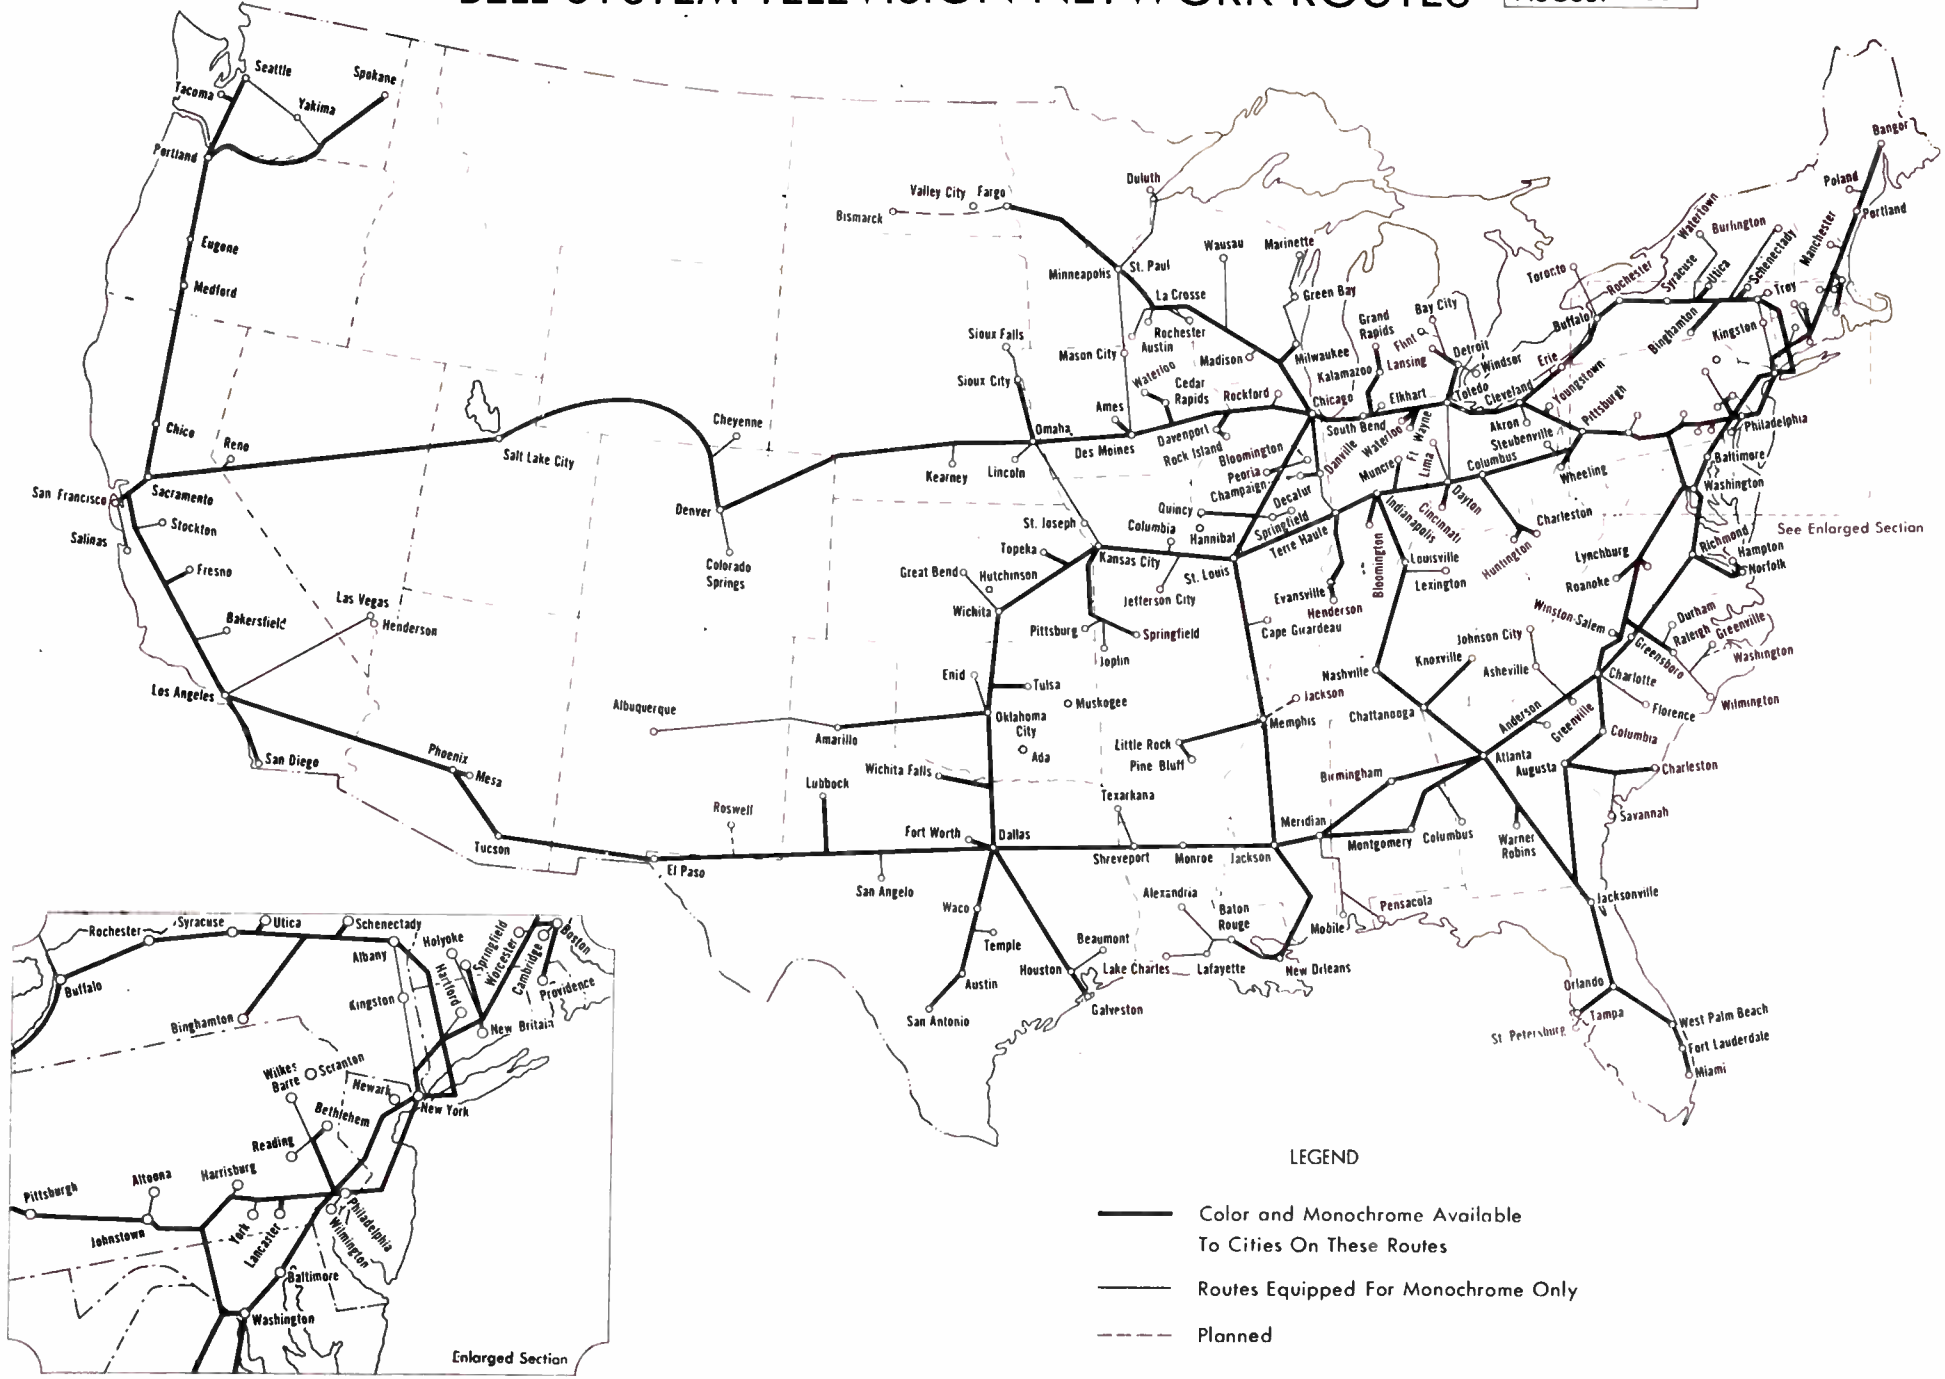 BELL SYSTEM TELEVISION NETWORK ROUTES
Seattle
Spokane
Tacoma
Yakima
Portland
Eugene
Medford
Chico
Reno
Sacramento
San Francisco
Stockton
Salinas
Fresno
Bakersfield
Las Vegas
Henderson
Los Angeles
San Diego
Phoenix
Mesa
Tucson
Salt Lake City
Cheyenne
Denver
Colorado
Springs
Albuquerque
Amarillo
Roswell
Lubbock
El Paso
San Angelo
Bismarck
Valley City
Fargo
Duluth
Minneapolis
St. Paul
Wausau
Marinette
Green Bay
La Crosse
Rochester
Austin
Mason City
Madison
Milwaukee
Sioux Falls
Sioux City
Waterloo
Cedar
Rapids
Rockford
Chicago
Ames
Omaha
Des Moines
Davenport
Rock Island
Kearney
Lincoln
Bloomington
Peoria
Champaign
Danville
Decatur
Quincy
Springfield
Hannibal
Columbia
St. Joseph
Topeka
Kansas City
St. Louis
Jefferson City
Great Bend
Hutchinson
Wichita
Pittsburg
Springfield
Joplin
Cape Girardeau
Enid
Tulsa
Muskogee
Oklahoma
City
Ada
Wichita Falls
Fort Worth
Dallas
Texarkana
Shreveport
Monroe
Jackson
Little Rock
Pine Bluff
Memphis
Jackson
Waco
Temple
Austin
San Antonio
Houston
Beaumont
Galveston
Alexandria
Baton
Rouge
Lake Charles
Lafayette
New Orleans
Mobile
Pensacola
Meridian
Birmingham
Montgomery
Columbus
Warner
Robins
Atlanta
Chattanooga
Nashville
Knoxville
Johnson City
Asheville
Anderson
Greenville
Augusta
Columbia
Charleston
Savannah
Jacksonville
Orlando
Tampa
St Petersburg
West Palm Beach
Fort Lauderdale
Miami
Charlotte
Florence
Wilmington
Greensboro
Winston-Salem
Durham
Raleigh
Greenville
Washington
Roanoke
Lynchburg
Richmond
Hampton
Norfolk
Grand
Rapids
Bay City
Flint
Lansing
Kalamazoo
Detroit
Windsor
Toledo
South Bend
Elkhart
Waterloo
Ft Wayne
Lima
Muncie
Indianapolis
Terre Haute
Bloomington
Evansville
Henderson
Louisville
Lexington
Dayton
Cincinnati
Columbus
Charleston
Huntington
Cleveland
Akron
Youngstown
Steubenville
Wheeling
Pittsburgh
Erie
Buffalo
Toronto
Rochester
Syracuse
Utica
Watertown
Burlington
Schenectady
Troy
Binghamton
Kingston
Manchester
Portland
Poland
Bangor
Philadelphia
Baltimore
Washington
See Enlarged Section
Rochester
Syracuse
Utica
Schenectady
Buffalo
Albany
Holyoke
Springfield
Worcester
Cambridge
Boston
Hartford
Providence
New Britain
Kingston
Binghamton
Wilkes
Barre
Scranton
Newark
New York
Bethlehem
Reading
Harrisburg
Altoona
Pittsburgh
Johnstown
York
Lancaster
Philadelphia
Wilmington
Baltimore
Washington
Enlarged Section
LEGEND
Color and Monochrome Available
To Cities On These Routes
Routes Equipped For Monochrome Only
Planned